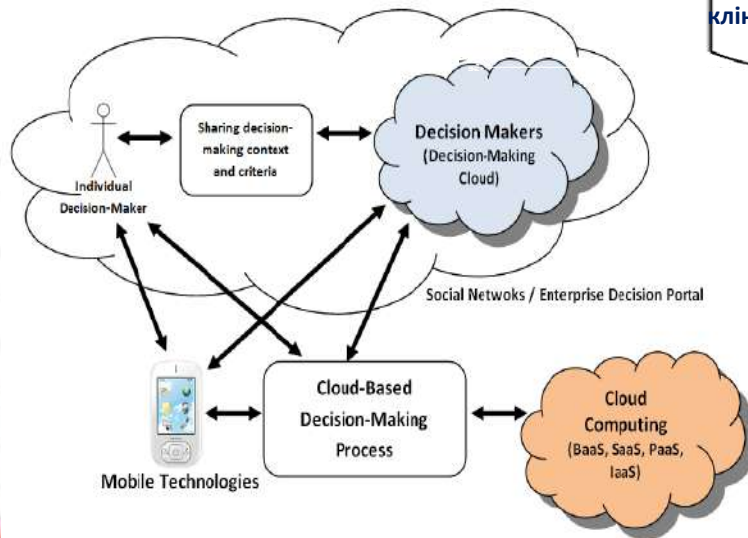 клін
Sharing decision-
making context
and criteria
Decision Makers
(Decision-Making
Cloud)
Individual
Decision-Maker
Social Netwoks / Enterprise Decision Portal
Cloud-Based
Decision-Making
Process
Cloud
Computing
(BaaS, SaaS, PaaS,
IaaS)
Mobile Technologies